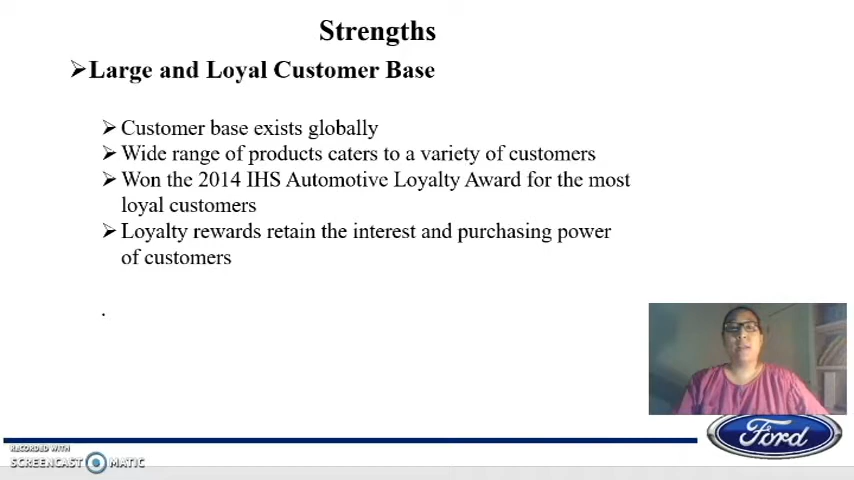 Strengths
➢Large and Loyal Customer Base
➢ Customer base exists globally
➢ Wide range of products caters to a variety of customers
➢ Won the 2014 IHS Automotive Loyalty Award for the most
loyal customers
➢ Loyalty rewards retain the interest and purchasing power
of customers
.
Ford
RECORDED WITH
SCREENCAST MATIC